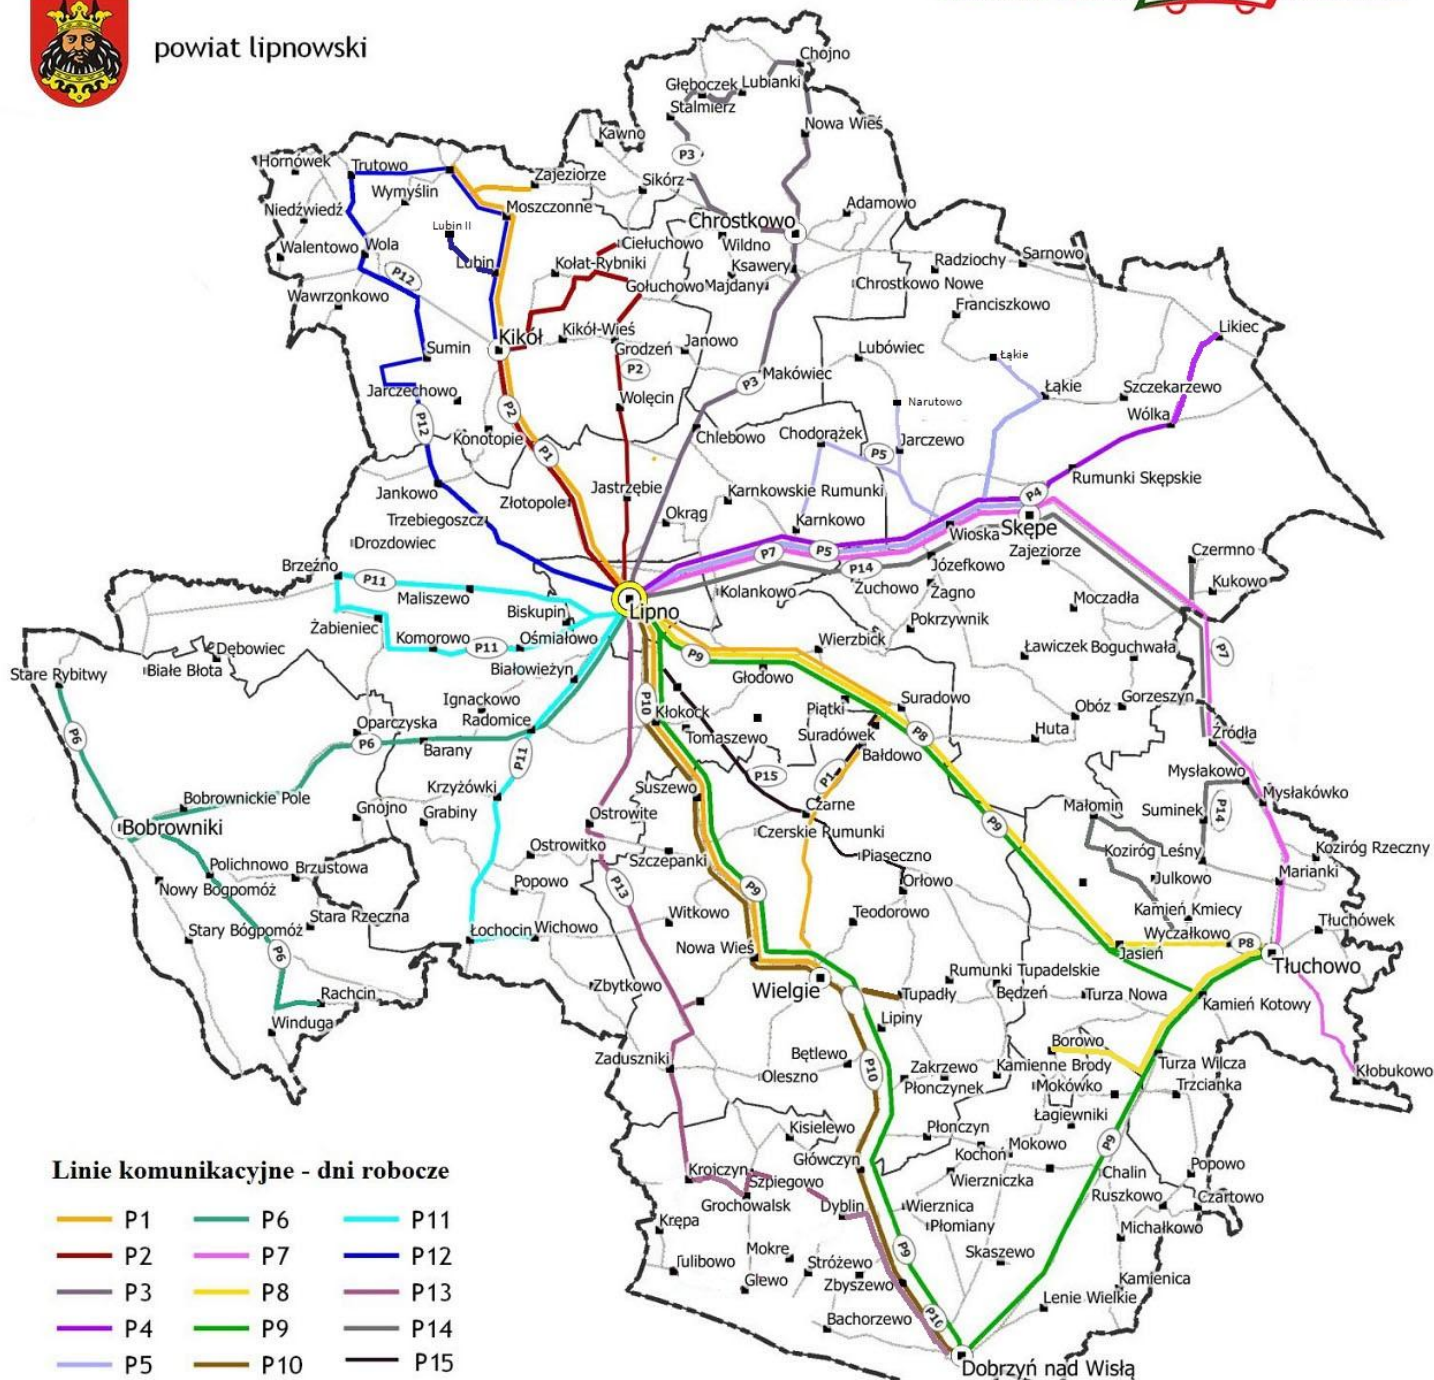 powiat lipnowski
Chojno
Głęboczek
Lubianki
Stalmierz
Nowa Wieś
Kawno
P3
Hornówek
Trutowo
Zajeziorze
Sikórz
Wymyślin
Moszczonne
Adamowo
Niedźwiedź
Chrostkowo
Lubin II
Walentowo
Wola
Ciełuchowo
Wildno
Sarnowo
Lubin
Kołat-Rybniki
Ksawery
Radziochy
P12
Gołuchowo
Majdany
Chrostkowo Nowe
Wawrzonkowo
Franciszkowo
Kikół
Kikół-Wieś
Likiec
Sumin
Grodzeń
Janowo
Lubówiec
Łąkie
P2
Makówiec
P3
Jarczechowo
Łąkie
Szczekarzewo
P2
Wolęcin
Narutowo
Wólka
P12
Konotopie
Chlebowo
Chodorążek
Jarczewo
P1
P5
Rumunki Skępskie
Jankowo
Złotopole
Jastrzębie
Karnkowskie Rumunki
P4
Trzebiegoszcz
Okrąg
Karnkowo
Wioska
Skępe
Drozdowiec
P7
P5
Zajeziorze
Czermno
Brzeźno
P11
P14
Józefkowo
Maliszewo
Kolankowo
Żuchowo
Żagno
Kukowo
Biskupin
Lipno
Moczadła
Żabieniec
Pokrzywnik
Komorowo
P11
Ośmiałowo
Wierzbick
Dębowiec
P9
Ławiczek
Boguchwała
P7
Stare Rybitwy
Białe Błota
Białowieżyn
Głodowo
Ignackowo
P10
Suradowo
Gorzeszyn
Kłokock
Piątki
Obóz
Oparczyska
Radomice
P6
P6
Tomaszewo
Suradówek
P8
Huta
Źródła
Barany
P11
Bałdowo
P15
P1
Mysłakowo
Krzyżówki
Suszewo
Mysłakówko
Bobrownickie Pole
Gnojno
Grabiny
Ostrowite
Czarne
Małomin
Suminek
P14
Bobrowniki
Czerskie Rumunki
P9
Ostrowitko
Szczepanki
Piaseczno
Koziróg Leśny
Koziróg Rzeczny
Polichnowo
Brzustowa
Marianki
Nowy Bógpomóż
Popowo
P13
P9
Orłowo
Julkowo
Stara Rzeczna
Witkowo
Teodorowo
Kamień Kmiecy
Tłuchówek
Stary Bógpomóż
Łochocin
Wichowo
Wyczałkowo
P6
Nowa Wieś
Jasień
P8
Tłuchowo
Rumunki Tupadelskie
Zbytkowo
Wielgie
Tupadły
Będzeń
Turza Nowa
Rachcin
Kamień Kotowy
Winduga
Lipiny
Borowo
Zaduszniki
Bętlewo
P10
Zakrzewo
Kamienne Brody
Turza Wilcza
Kłobukowo
Oleszno
Płonczynek
Mokówko
Trzcianka
Łagiewniki
Kisielewo
Płonczyn
Mokowo
P9
Główczyn
Kochoń
Popowo
Linie komunikacyjne - dni robocze
Krojczyn
Szpiegowo
Wierzniczka
Chalin
Grochowalsk
Dyblin
Wierznica
Ruszkowo
Czartowo
Krępa
Płomiany
Michałkowo
P1
P6
P11
Mokre
P9
Skaszewo
P2
P7
P12
Tulibowo
Stróżewo
Glewo
Zbyszewo
Kamienica
P3
P8
P13
Lenie Wielkie
Bachorzewo
P10
P4
P9
P14
P5
P10
P15
Dobrzyń nad Wisłą